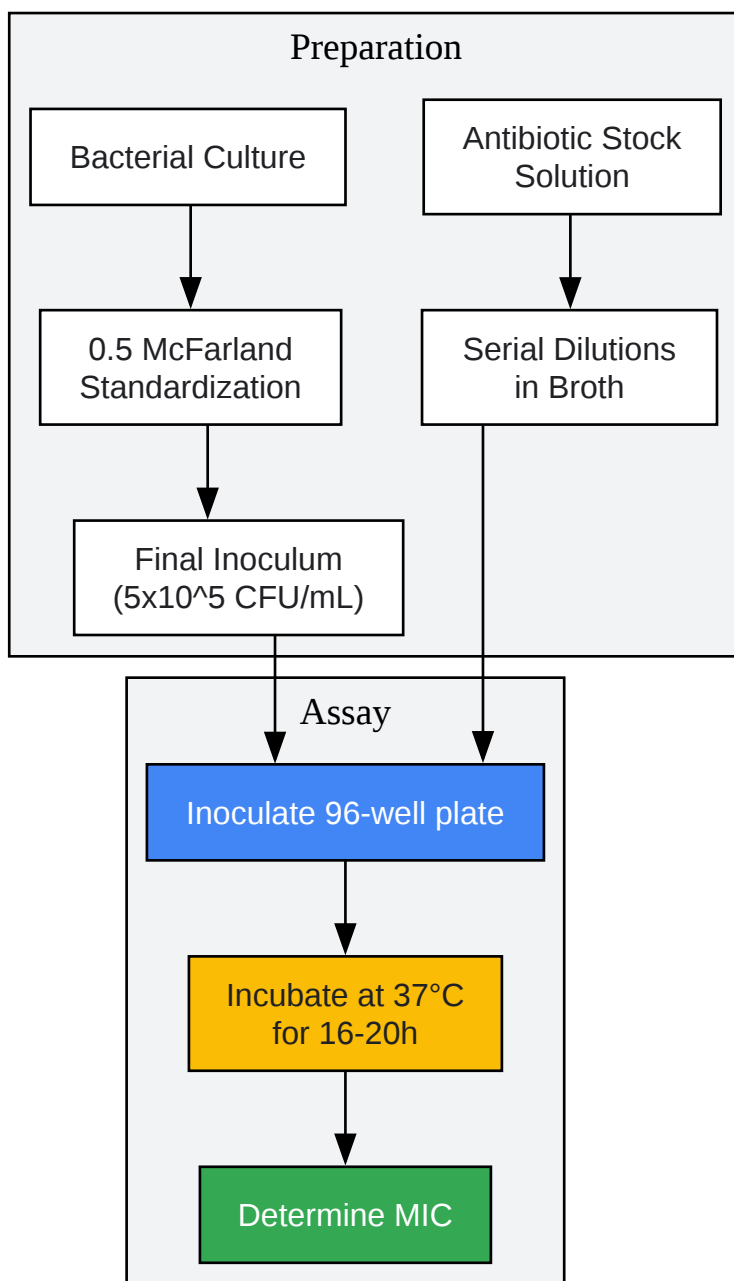 Preparation
Bacterial Culture
Antibiotic Stock
Solution
0.5 McFarland
Standardization
Serial Dilutions
in Broth
Final Inoculum
(5x10^5 CFU/mL)
Assay
Inoculate 96-well plate
Incubate at 37°C
for 16-20h
Determine MIC